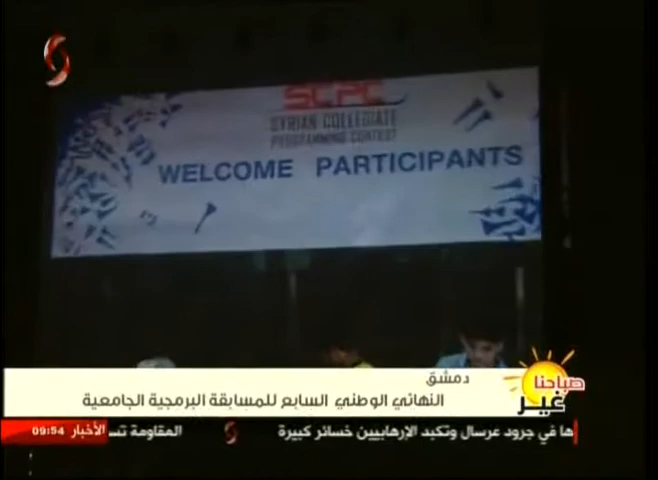 SCPC
SYRIAN COLLEGIATE
PROGRAMMING CONTEST
WELCOME PARTICIPANTS
دمشق
النهائي الوطني السابع للمسابقة البرمجية الجامعية
صباحنا
غير
ها في جرود عرسال وتكبد الإرهابيين خسائر كبيرة
المقاومة تس
الأخبار 09:54